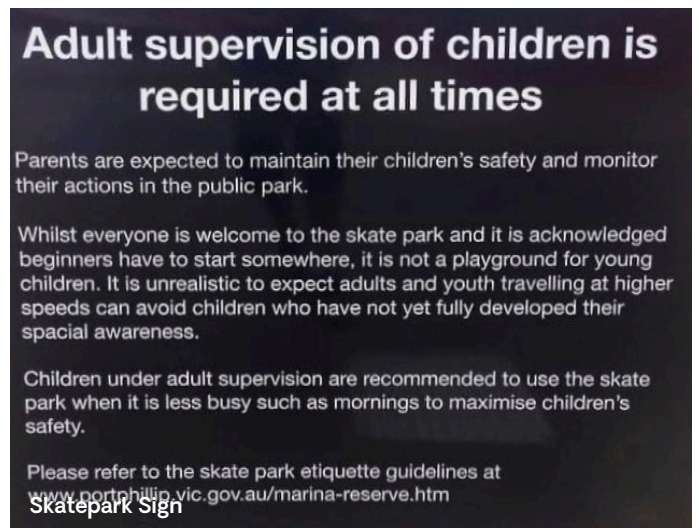 Adult supervision of children is
required at all times
Parents are expected to maintain their children's safety and monitor
their actions in the public park.
Whilst everyone is welcome to the skate park and it is acknowledged
beginners have to start somewhere, it is not a playground for young
children. It is unrealistic to expect adults and youth travelling at higher
speeds can avoid children who have not yet fully developed their
spacial awareness.
Children under adult supervision are recommended to use the skate
park when it is less busy such as mornings to maximise children's
safety.
Please refer to the skate park etiquette guidelines at
www.portphillip.vic.gov.au/marina-reserve.htm
Skatepark Sign